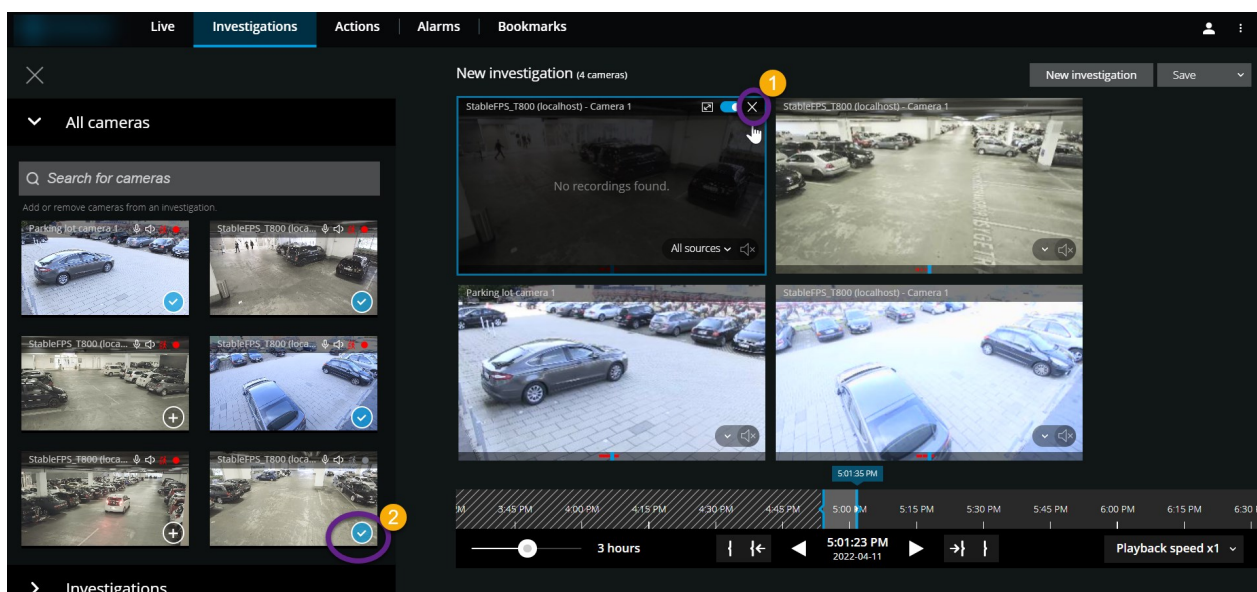 Live Investigations Actions Alarms Bookmarks
New investigation (4 cameras)
New investigation Save
1
All cameras
Search for cameras
Add or remove cameras from an investigation.
Parking lot camera 1 StableFPS_T800 (loca...
StableFPS_T800 (loca... StableFPS_T800 (loca...
StableFPS_T800 (loca... StableFPS_T800 (loca...
2
Investigations
StableFPS_T800 (localhost) - Camera 1 StableFPS_T800 (localhost) - Camera 1
No recordings found.
All sources
Parking lot camera 1 StableFPS_T800 (localhost) - Camera 1
5:01:35 PM
3:45 PM 4:00 PM 4:15 PM 4:30 PM 4:45 PM 5:00 PM 5:15 PM 5:30 PM 5:45 PM 6:00 PM 6:15 PM 6:30
3 hours 5:01:23 PM Playback speed x1
2022-04-11